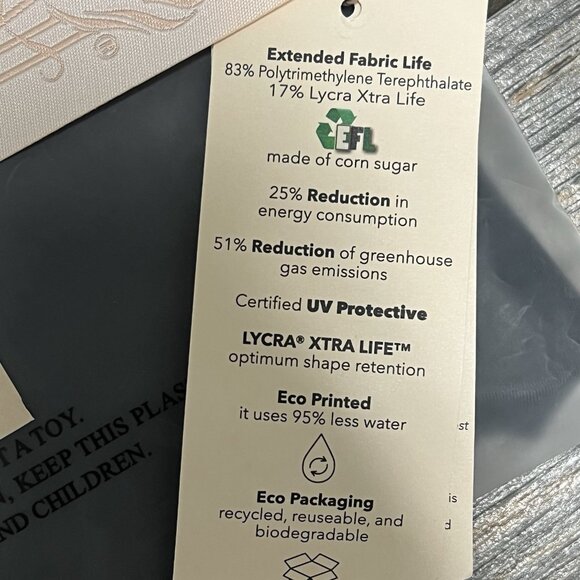 Extended Fabric Life
83% Polytrimethylene Terephthalate
17% Lycra Xtra Life
EFL
made of corn sugar
25% Reduction in
energy consumption
51% Reduction of greenhouse
gas emissions
Certified UV Protective
LYCRA® XTRA LIFE™
optimum shape retention
Eco Printed
it uses 95% less water
Eco Packaging
recycled, reuseable, and
biodegradable
st
is
d
T A TOY.
, KEEP THIS PLAS
ND CHILDREN.